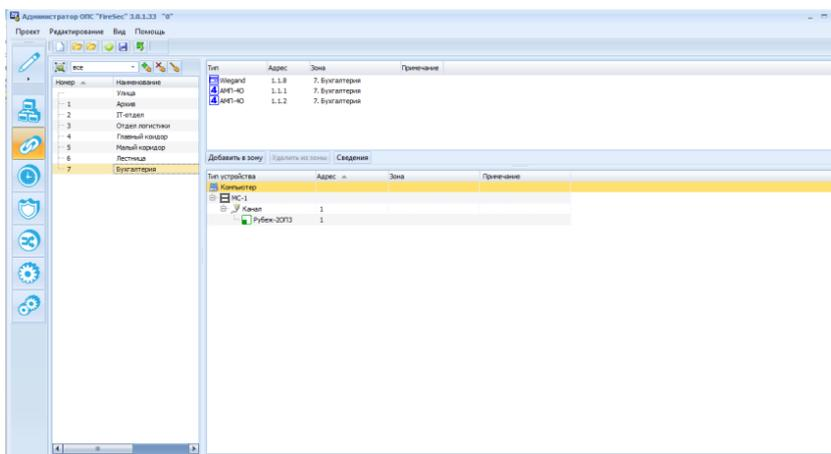 Администратор ОПС "FireSec" 3.0.1.33 "0"
Проект Редактирование Вид Помощь
все
Номер Наименование
Улица
1 Архив
2 IT-отдел
3 Отдел логистики
4 Главный коидор
5 Малый коридор
6 Лестница
7 Бухгалтерия
Тип Адрес Зона Примечание
Wiegand 1.1.8 7. Бухгалтерия
4 АМП-4О 1.1.1 7. Бухгалтерия
4 АМП-4О 1.1.2 7. Бухгалтерия
Добавить в зону Удалить из зоны Сведения
Тип устройства Адрес Зона Примечание
Компьютер
МС-1
Канал 1
Рубеж-2ОП3 1